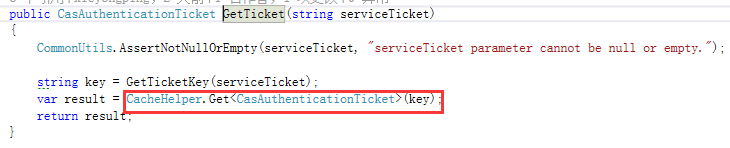 public CasAuthenticationTicket GetTicket(string serviceTicket)
{
CommonUtils.AssertNotNullOrEmpty(serviceTicket, "serviceTicket parameter cannot be null or empty.");
string key = GetTicketKey(serviceTicket);
var result = CacheHelper.Get<CasAuthenticationTicket>(key);
return result;
}